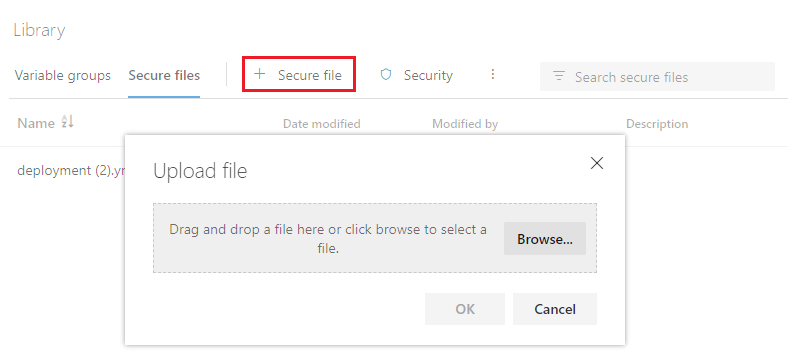 Library
Variable groups Secure files + Secure file Security Search secure files
Name Date modified Modified by Description
deployment (2).y
Upload file
Drag and drop a file here or click browse to select a
file.
Browse...
OK Cancel